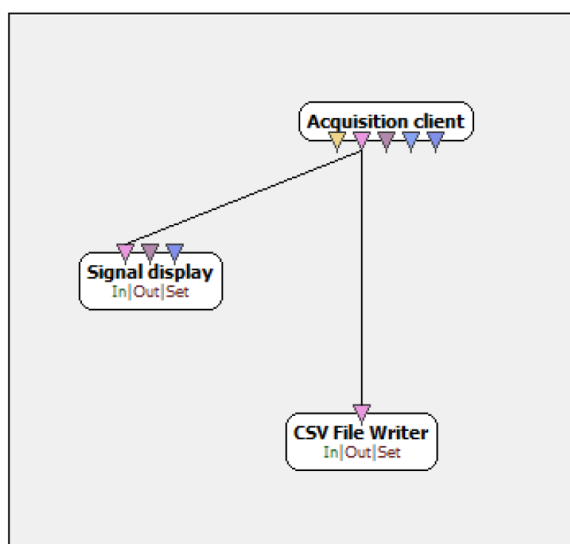 Acquisition client
Signal display
In|Out|Set
CSV File Writer
In|Out|Set